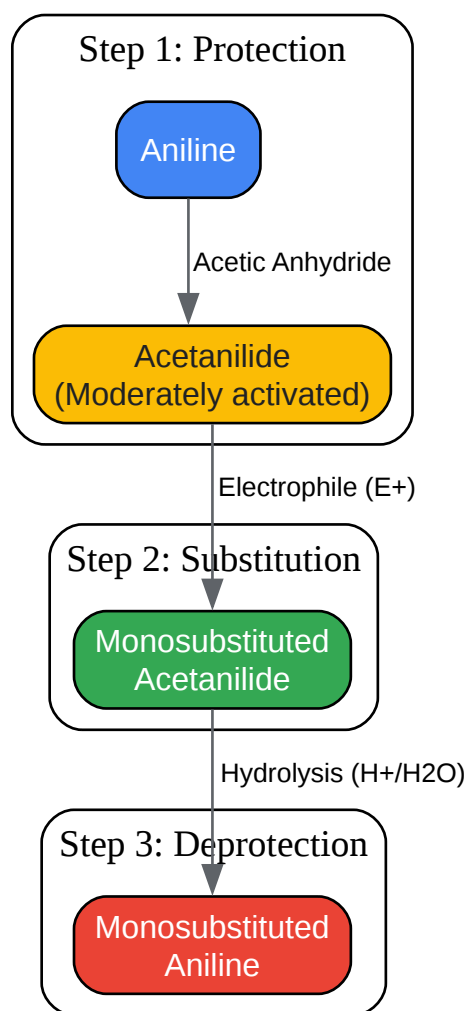 Step 1: Protection
Aniline
Acetic Anhydride
Acetanilide
(Moderately activated)
Electrophile (E+)
Step 2: Substitution
Monosubstituted
Acetanilide
Hydrolysis (H+/H2O)
Step 3: Deprotection
Monosubstituted
Aniline